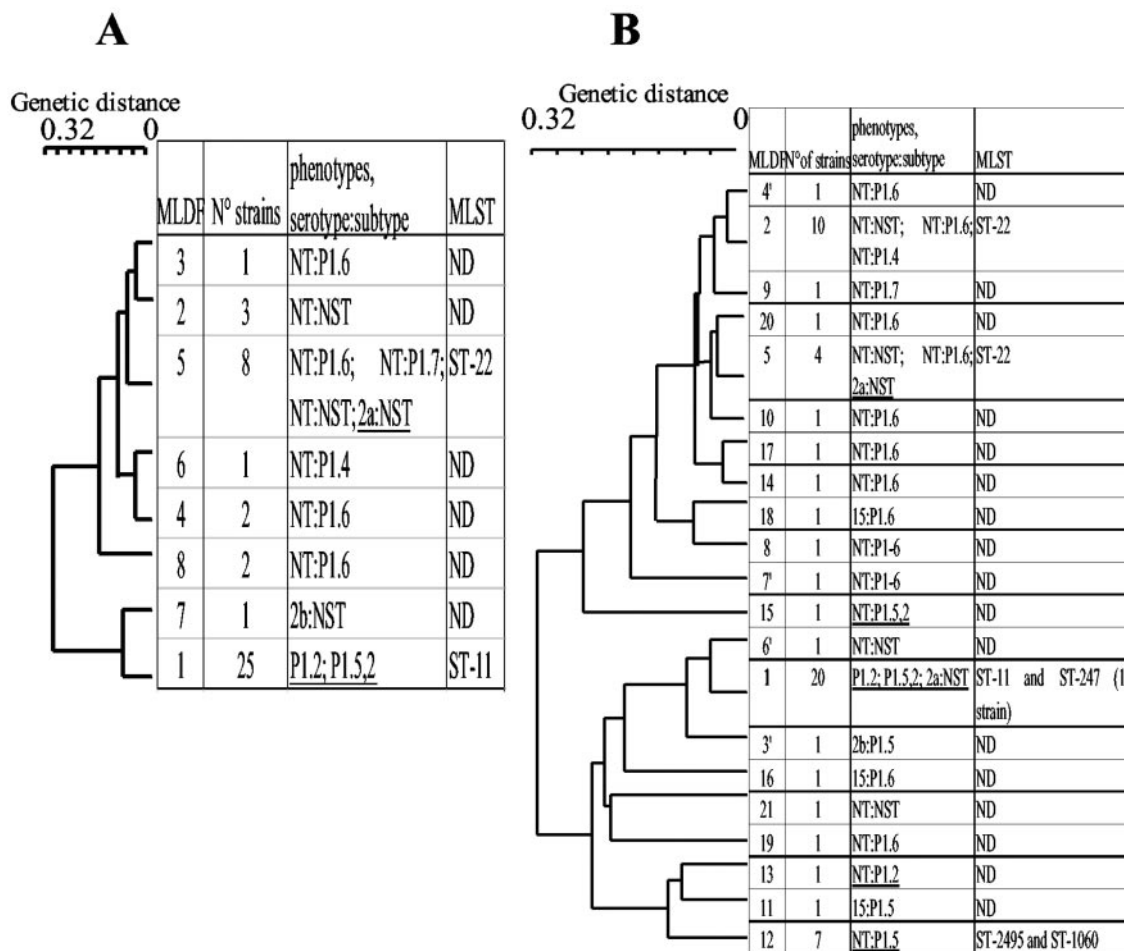 A
B
Genetic distance
0.32 0
MLDF N° strains phenotypes, serotype:subtype MLST
3 1 NT:P1.6 ND
2 3 NT:NST ND
5 8 NT:P1.6; NT:P1.7; ST-22
NT:NST; 2a:NST
6 1 NT:P1.4 ND
4 2 NT:P1.6 ND
8 2 NT:P1.6 ND
7 1 2b:NST ND
1 25 P1.2; P1.5,2 ST-11
Genetic distance
0.32 0
phenotypes,
MLDF N°of strains serotype:subtype MLST
4' 1 NT:P1.6 ND
2 10 NT:NST; NT:P1.6; ST-22
NT:P1.4
9 1 NT:P1.7 ND
20 1 NT:P1.6 ND
5 4 NT:NST; NT:P1.6; ST-22
2a:NST
10 1 NT:P1.6 ND
17 1 NT:P1.6 ND
14 1 NT:P1.6 ND
18 1 15:P1.6 ND
8 1 NT:P1-6 ND
7' 1 NT:P1-6 ND
15 1 NT:P1.5,2 ND
6' 1 NT:NST ND
1 20 P1.2; P1.5,2; 2a:NST ST-11 and ST-247 (1
strain)
3' 1 2b:P1.5 ND
16 1 15:P1.6 ND
21 1 NT:NST ND
19 1 NT:P1.6 ND
13 1 NT:P1.2 ND
11 1 15:P1.5 ND
12 7 NT:P1.5 ST-2495 and ST-1060